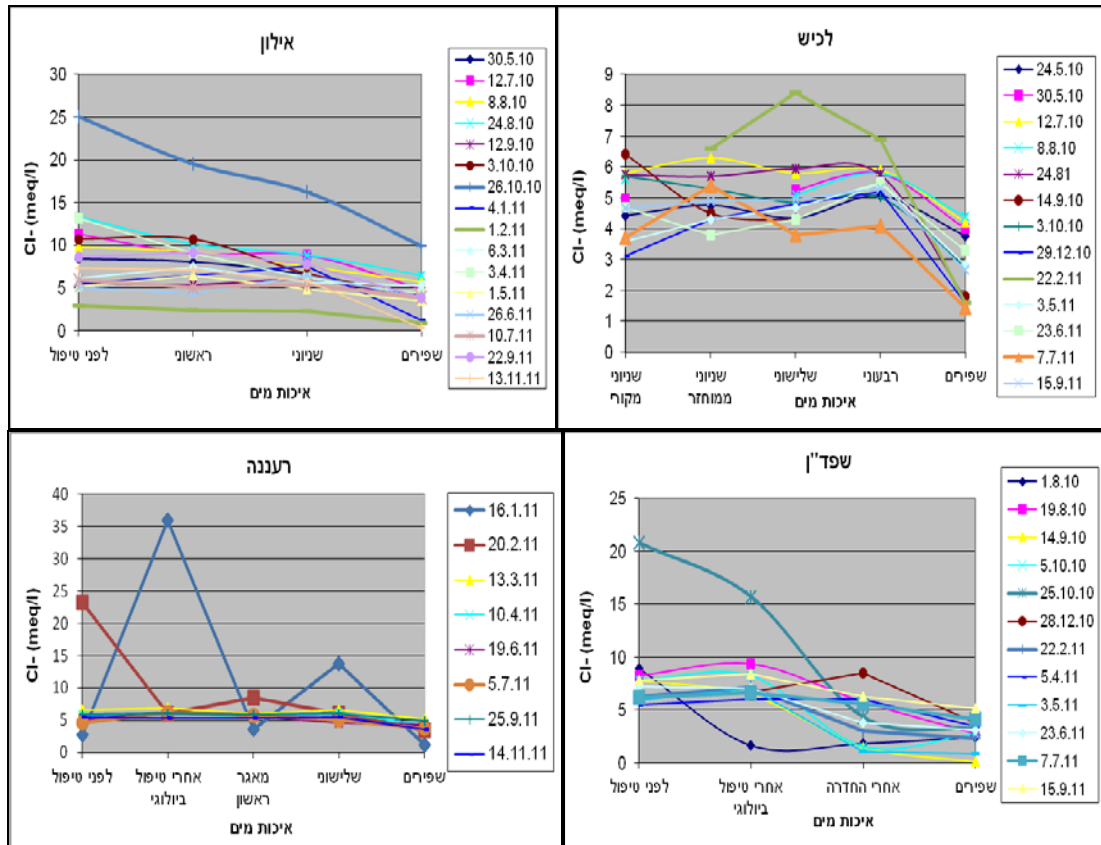 אילון
Cl- (meq/l)
30
25
20
15
10
5
0
לפני טיפול
ראשוני
שניוני
שפירים
איכות מים
30.5.10
12.7.10
8.8.10
24.8.10
12.9.10
3.10.10
26.10.10
4.1.11
1.2.11
6.3.11
3.4.11
1.5.11
26.6.11
10.7.11
22.9.11
13.11.11
לכיש
Cl- (meq/l)
9
8
7
6
5
4
3
2
1
0
שניוני מקורי
שניוני ממוחזר
שלישוני
רבעוני
שפירים
איכות מים
24.5.10
30.5.10
12.7.10
8.8.10
24.81
14.9.10
3.10.10
29.12.10
22.2.11
3.5.11
23.6.11
7.7.11
15.9.11
רעננה
Cl- (meq/l)
40
35
30
25
20
15
10
5
0
לפני טיפול
אחרי טיפול ביולוגי
מאגר ראשון
שלישוני
שפירים
איכות מים
16.1.11
20.2.11
13.3.11
10.4.11
19.6.11
5.7.11
25.9.11
14.11.11
שפד"ן
Cl- (meq/l)
25
20
15
10
5
0
לפני טיפול
אחרי טיפול ביולוגי
אחרי החדרה
שפירים
איכות מים
1.8.10
19.8.10
14.9.10
5.10.10
25.10.10
28.12.10
22.2.11
5.4.11
3.5.11
23.6.11
7.7.11
15.9.11